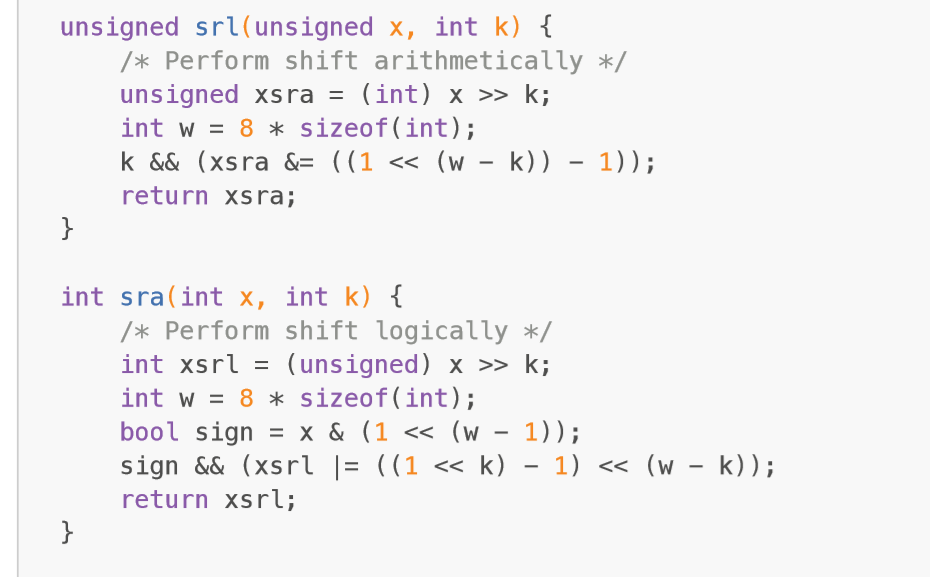 unsigned srl(unsigned x, int k) {
    /* Perform shift arithmetically */
    unsigned xsra = (int) x >> k;
    int w = 8 * sizeof(int);
    k && (xsra &= ((1 << (w - k)) - 1));
    return xsra;
}

int sra(int x, int k) {
    /* Perform shift logically */
    int xsrl = (unsigned) x >> k;
    int w = 8 * sizeof(int);
    bool sign = x & (1 << (w - 1));
    sign && (xsrl |= ((1 << k) - 1) << (w - k));
    return xsrl;
}